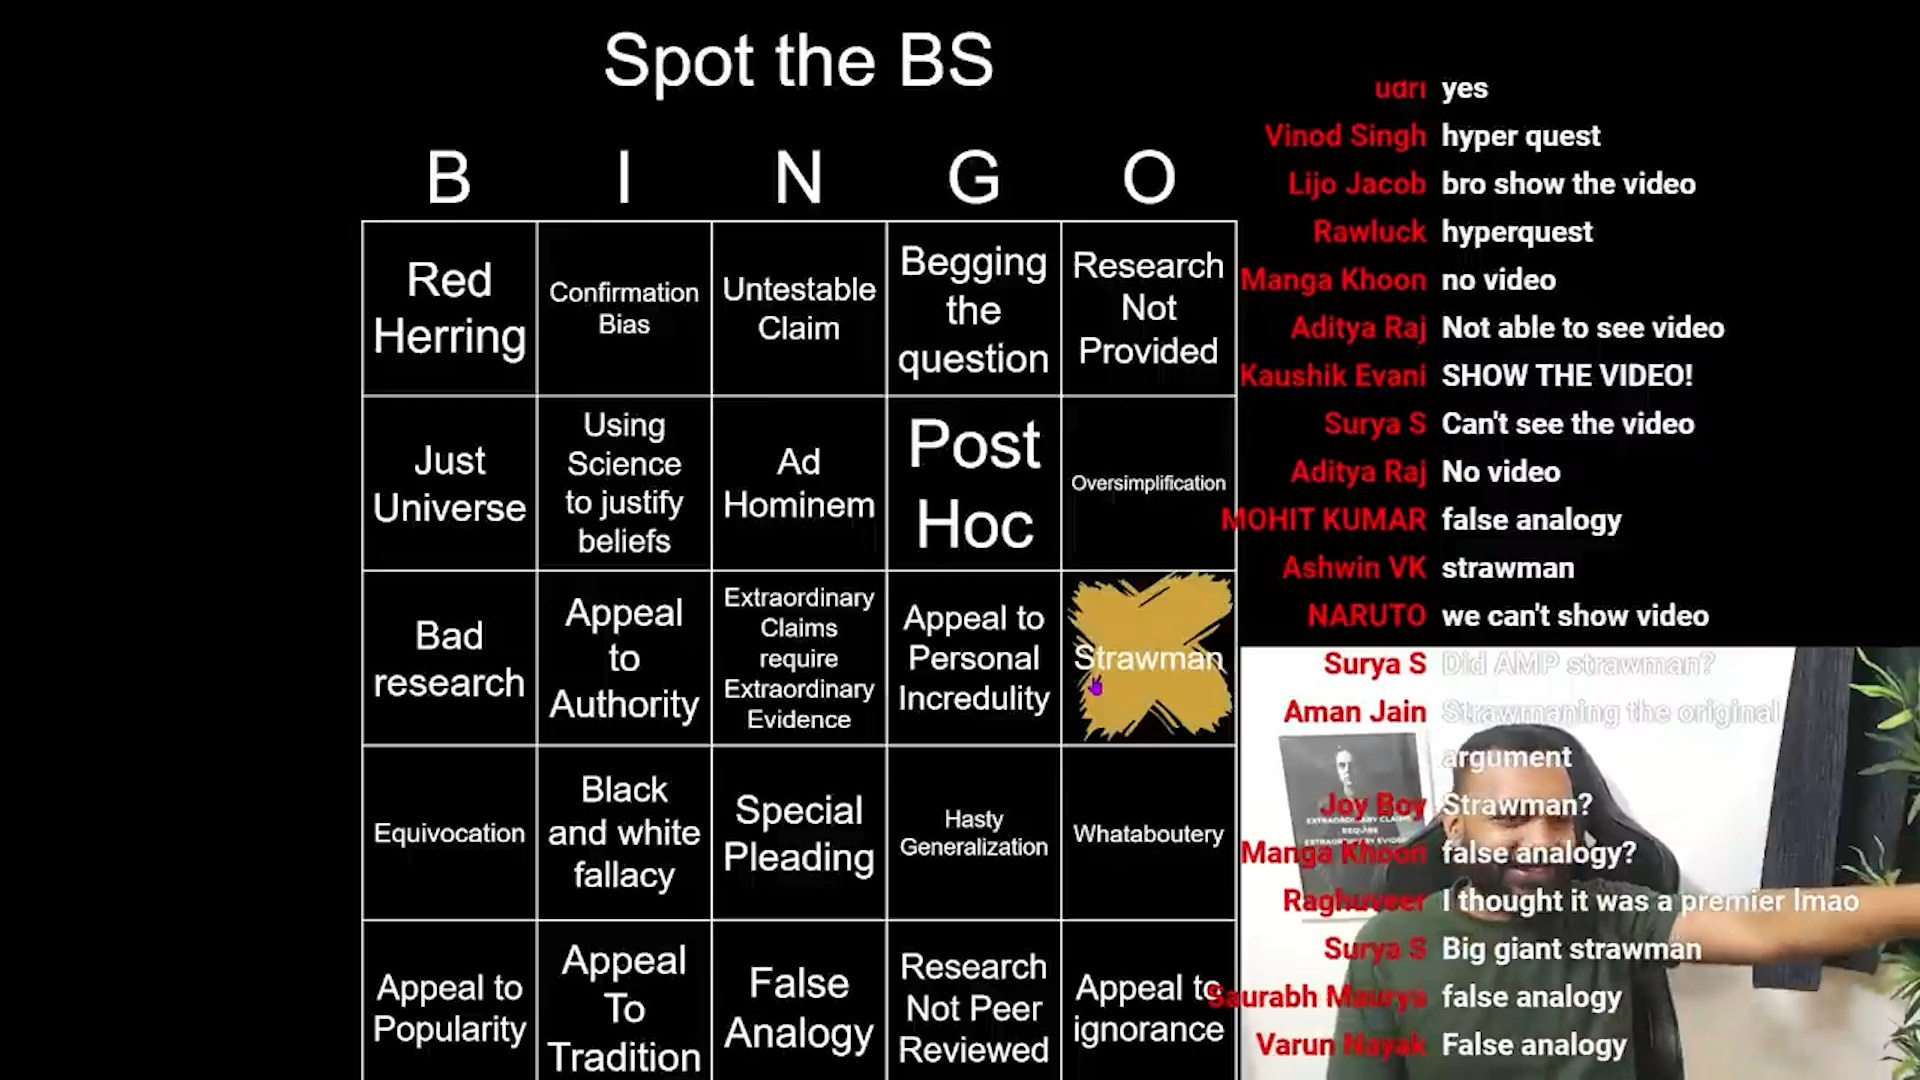 Spot the BS
B I N G O
Red
Herring
Confirmation
Bias
Untestable
Claim
Begging
the
question
Research
Not
Provided
Just
Universe
Using
Science
to justify
beliefs
Ad
Hominem
Post
Hoc
Oversimplification
Bad
research
Appeal
to
Authority
Extraordinary
Claims
require
Extraordinary
Evidence
Appeal to
Personal
Incredulity
Strawman
Equivocation
Black
and white
fallacy
Special
Pleading
Hasty
Generalization
Whataboutery
Appeal to
Popularity
Appeal
To
Tradition
False
Analogy
Research
Not Peer
Reviewed
Appeal to
ignorance
yes
Vinod Singh hyper quest
Lijo Jacob bro show the video
Rawluck hyperquest
Manga Khoon no video
Aditya Raj Not able to see video
Kaushik Evani SHOW THE VIDEO!
Surya S Can't see the video
Aditya Raj No video
MOHIT KUMAR false analogy
Ashwin VK strawman
NARUTO we can't show video
Surya S Did AMP strawman?
Aman Jain Strawmaning the original
argument
Joy Boy Strawman?
Manga Khoon false analogy?
Raghuveer I thought it was a premier lmao
Surya S Big giant strawman
Saurabh Maurya false analogy
Varun Nayak False analogy
EXTRAORDINARY CLAIMS
REQUIRE